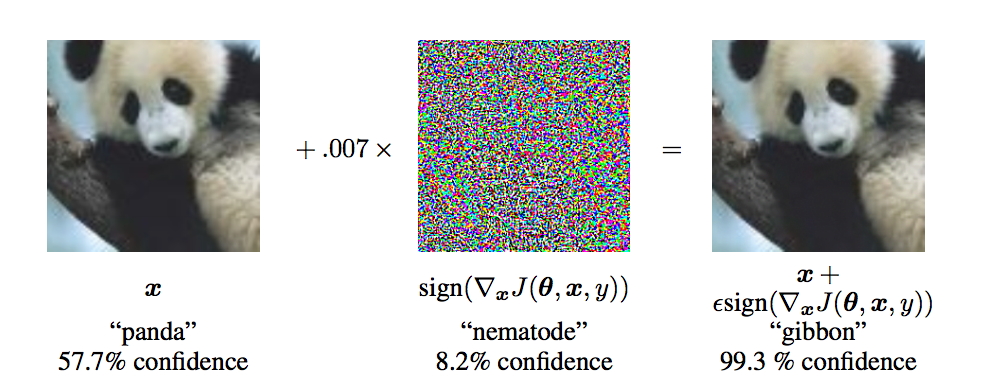 + .007 ×
=
x
sign(∇ₓJ(θ, x, y))
x +
ϵsign(∇ₓJ(θ, x, y))
“panda”
“nematode”
“gibbon”
57.7% confidence
8.2% confidence
99.3 % confidence